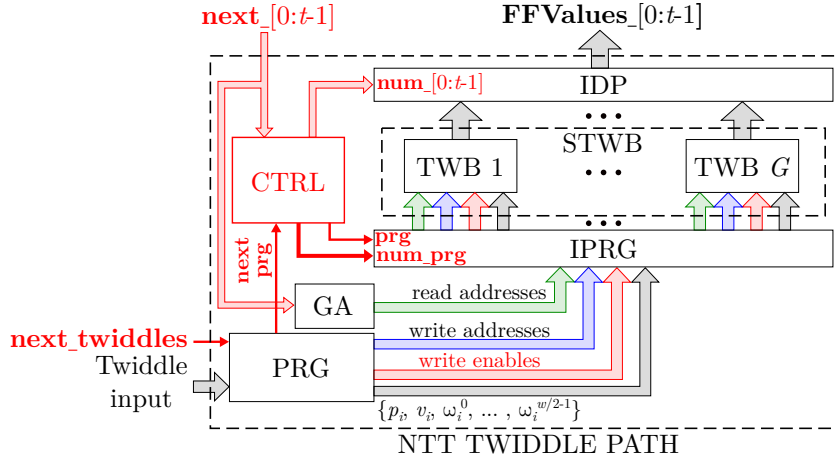 next_[0:t-1]
FFValues_[0:t-1]
num_[0:t-1]
IDP
...
STWB
CTRL
TWB 1
...
TWB G
...
prg
IPRG
num_prg
next
prg
GA
read addresses
next_twiddles
write addresses
Twiddle
input
PRG
write enables
{p_i, v_i, ω_i^0, ... , ω_i^{w/2-1}}
NTT TWIDDLE PATH